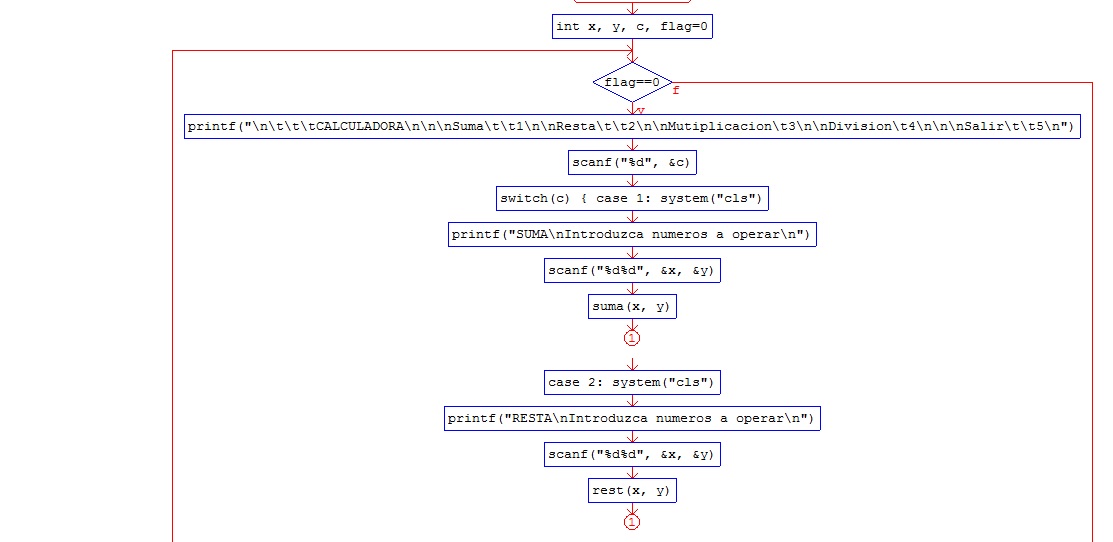 int x, y, c, flag=0
flag==0
f
v
printf("\n\t\t\tCALCULADORA\n\n\nSuma\t\t1\n\nResta\t\t2\n\nMutiplicacion\t3\n\nDivision\t4\n\n\nSalir\t\t5\n")
scanf("%d", &c)
switch(c) { case 1: system("cls")
printf("SUMA\nIntroduzca numeros a operar\n")
scanf("%d%d", &x, &y)
suma(x, y)
1
case 2: system("cls")
printf("RESTA\nIntroduzca numeros a operar\n")
scanf("%d%d", &x, &y)
rest(x, y)
1